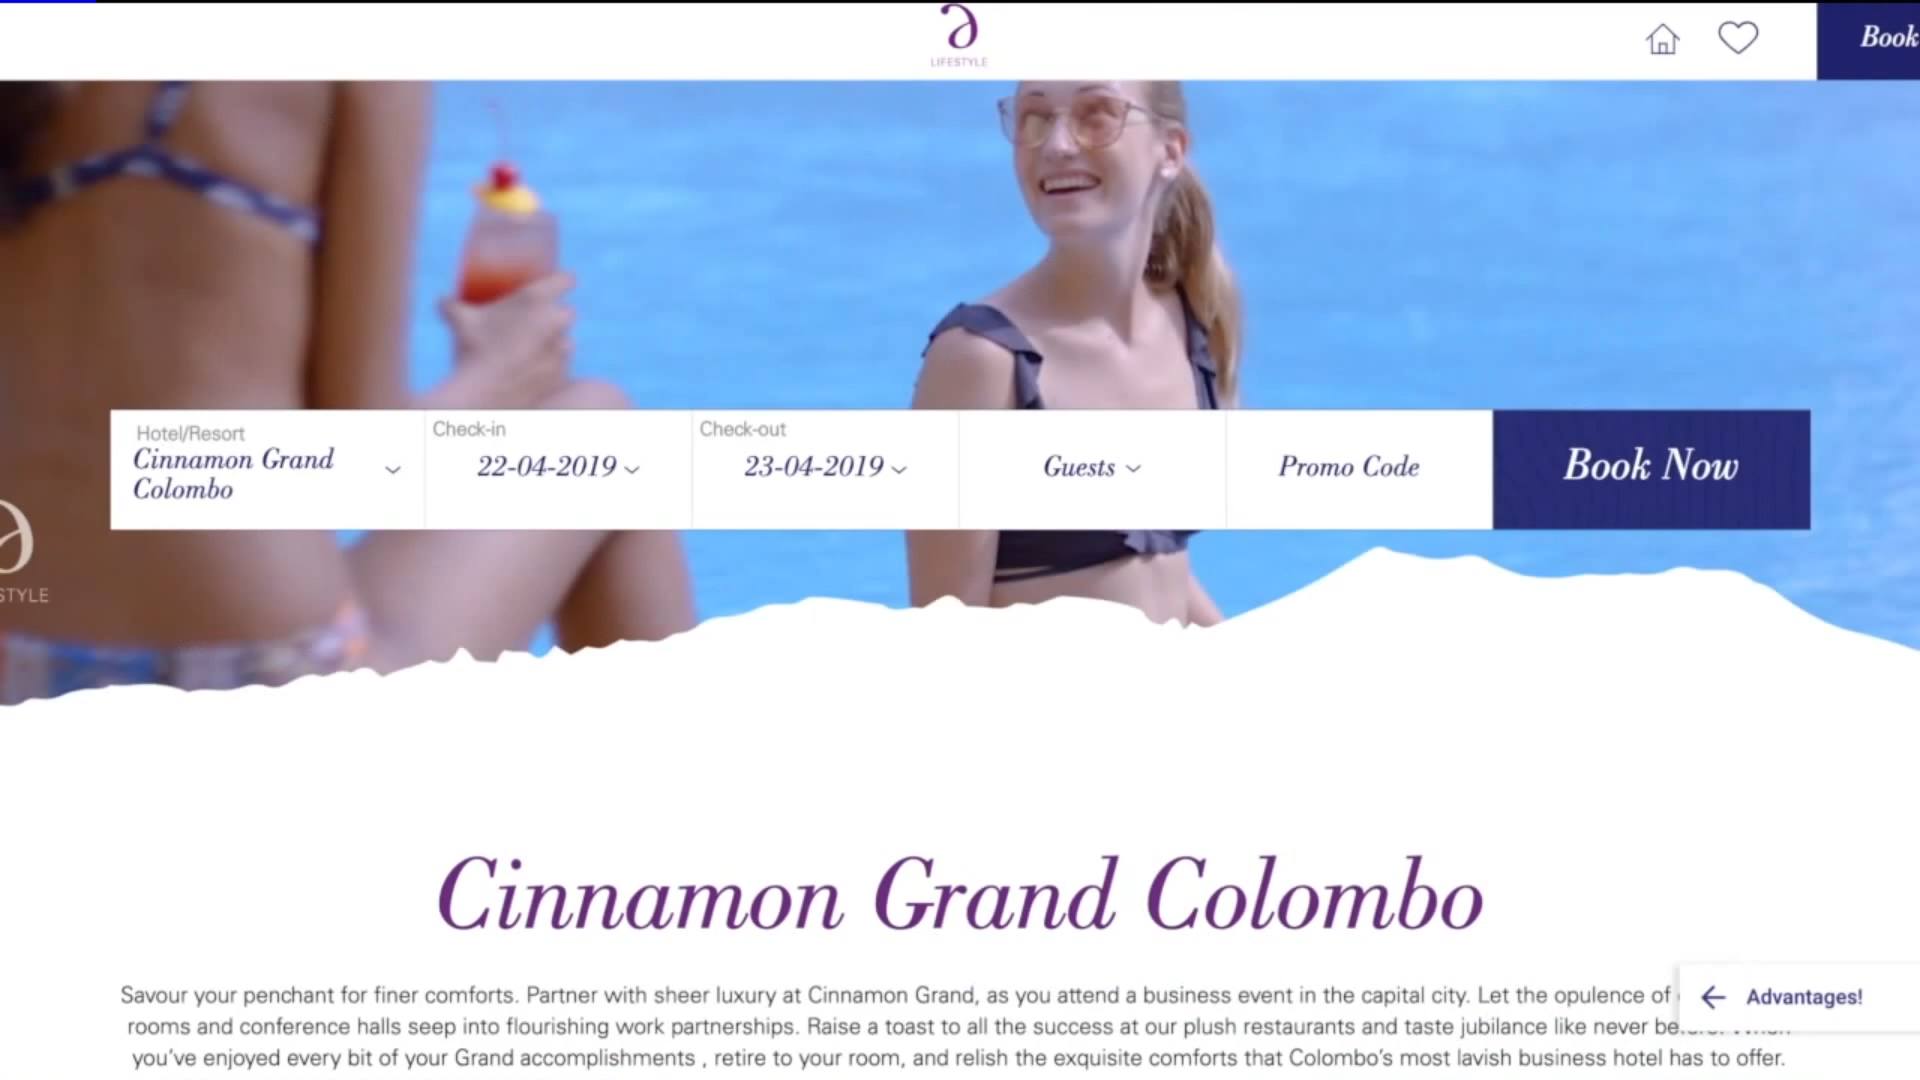 LIFESTYLE
Book
Hotel/Resort
Cinnamon Grand
Colombo
Check-in
22-04-2019
Check-out
23-04-2019
Guests
Promo Code
Book Now
STYLE
Cinnamon Grand Colombo
Savour your penchant for finer comforts. Partner with sheer luxury at Cinnamon Grand, as you attend a business event in the capital city. Let the opulence of
Advantages!
rooms and conference halls seep into flourishing work partnerships. Raise a toast to all the success at our plush restaurants and taste jubilance like never
you've enjoyed every bit of your Grand accomplishments , retire to your room, and relish the exquisite comforts that Colombo's most lavish business hotel has to offer.